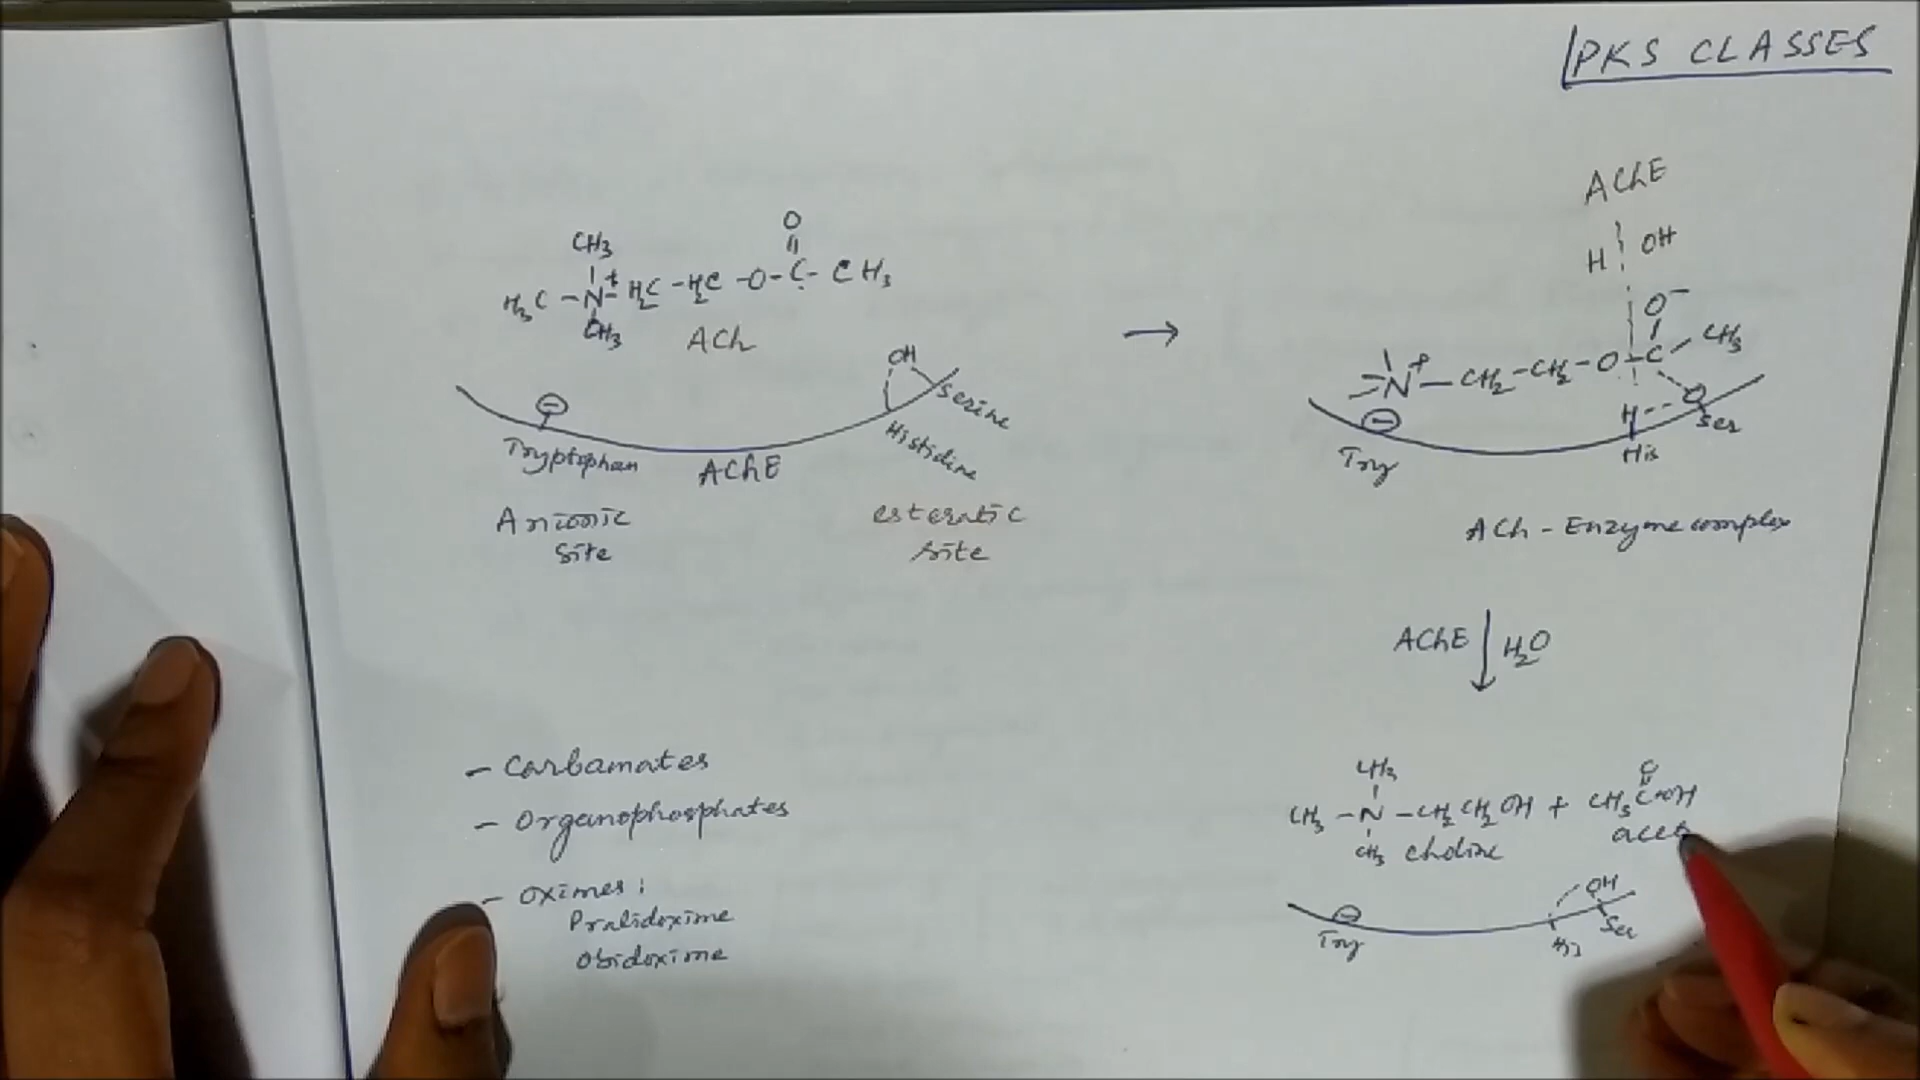 PKS CLASSES
O
||
CH3
H3C - N+ - H2C - H2C - O - C - CH3
CH3
ACh
OH
Serine
Histidine
⊖
Tryptophan
AChE
Anionic
site
esteratic
site
→
AChE
H OH
O⁻
N+ - CH2 - CH2 - O - C - CH3
H -- O
⊖
Ser
Try
His
ACh - Enzyme complex
AChE ↓ H2O
- Carbamates
- Organophosphates
- Oximes :
Pralidoxime
Obidoxime
CH3
CH3 - N - CH2 CH2 OH + CH3 C-OH
CH3 choline
OH
⊖
Try
Ser